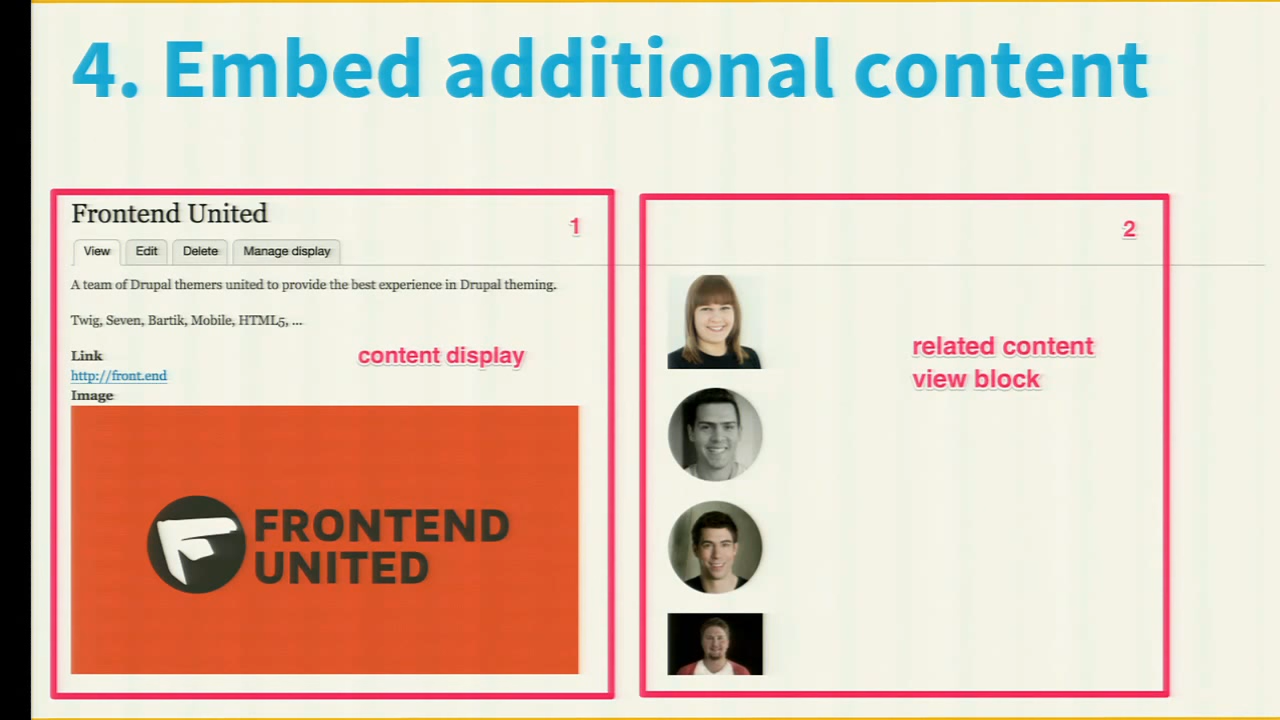 4. Embed additional content
Frontend United
1
View Edit Delete Manage display
A team of Drupal themers united to provide the best experience in Drupal theming.
Twig, Seven, Bartik, Mobile, HTML5, ...
Link
http://front.end
Image
content display
FRONTEND
UNITED
2
related content
view block